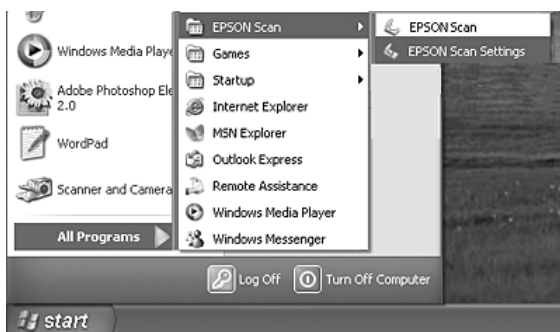 Windows Media Playe
Adobe Photoshop Ele
2.0
WordPad
Scanner and Camera
All Programs
EPSON Scan
Games
Startup
Internet Explorer
MSN Explorer
Outlook Express
Remote Assistance
Windows Media Player
Windows Messenger
EPSON Scan
EPSON Scan Settings
Log Off
Turn Off Computer
start